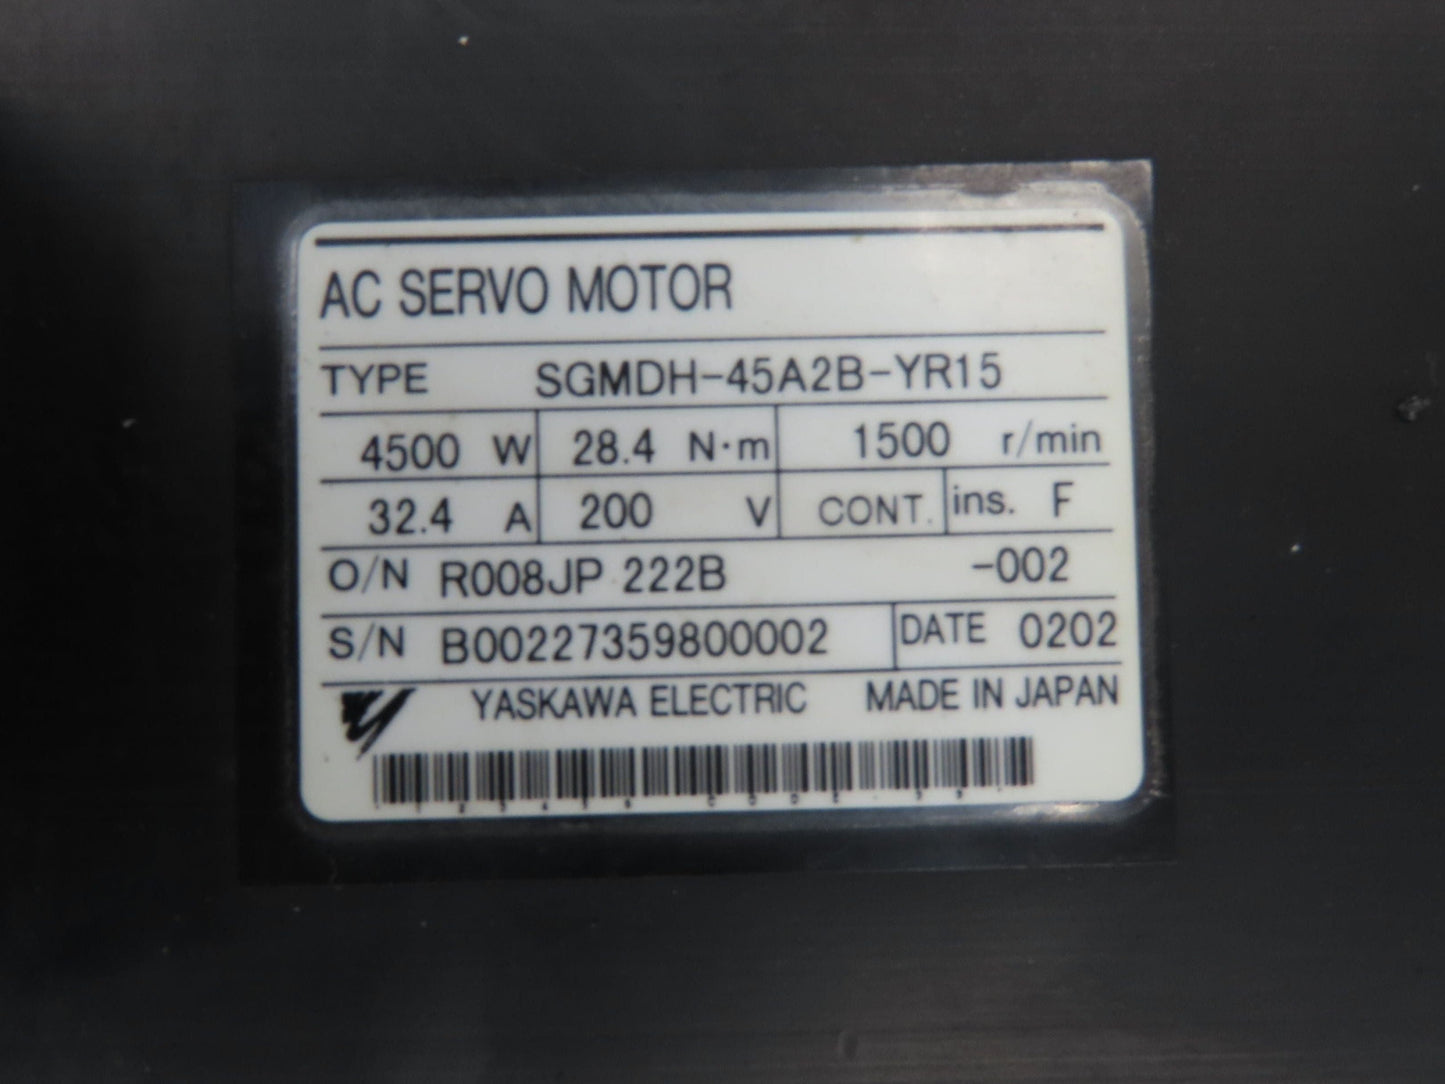 AC SERVO MOTOR
TYPE SGMDH-45A2B-YR15
4500 W 28.4 N·m 1500 r/min
32.4 A 200 V CONT. ins. F
O/N R008JP 222B -002
S/N B00227359800002 DATE 0202
YASKAWA ELECTRIC MADE IN JAPAN